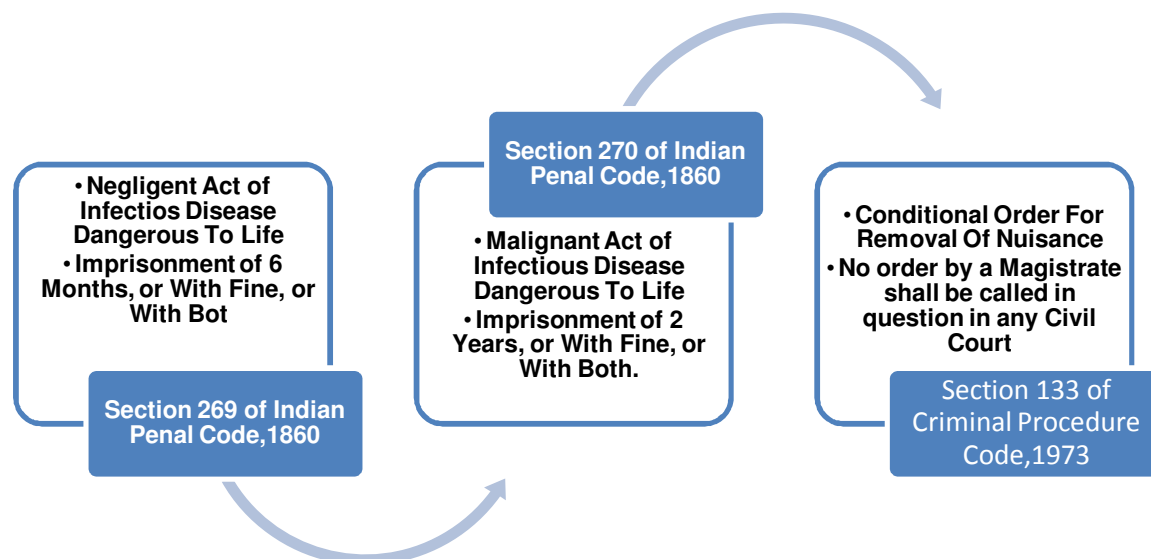 • Negligent Act of
Infectios Disease
Dangerous To Life
• Imprisonment of 6
Months, or With Fine, or
With Bot
Section 269 of Indian
Penal Code,1860
Section 270 of Indian
Penal Code,1860
• Malignant Act of
Infectious Disease
Dangerous To Life
• Imprisonment of 2
Years, or With Fine, or
With Both.
• Conditional Order For
Removal Of Nuisance
• No order by a Magistrate
shall be called in
question in any Civil
Court
Section 133 of
Criminal Procedure
Code,1973